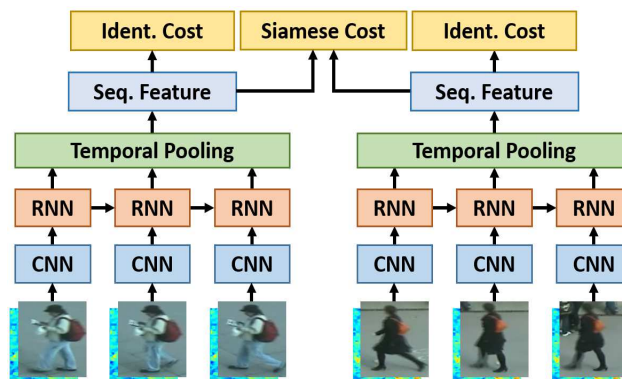 Ident. Cost Siamese Cost Ident. Cost
Seq. Feature Seq. Feature
Temporal Pooling Temporal Pooling
RNN RNN RNN RNN RNN RNN
CNN CNN CNN CNN CNN CNN